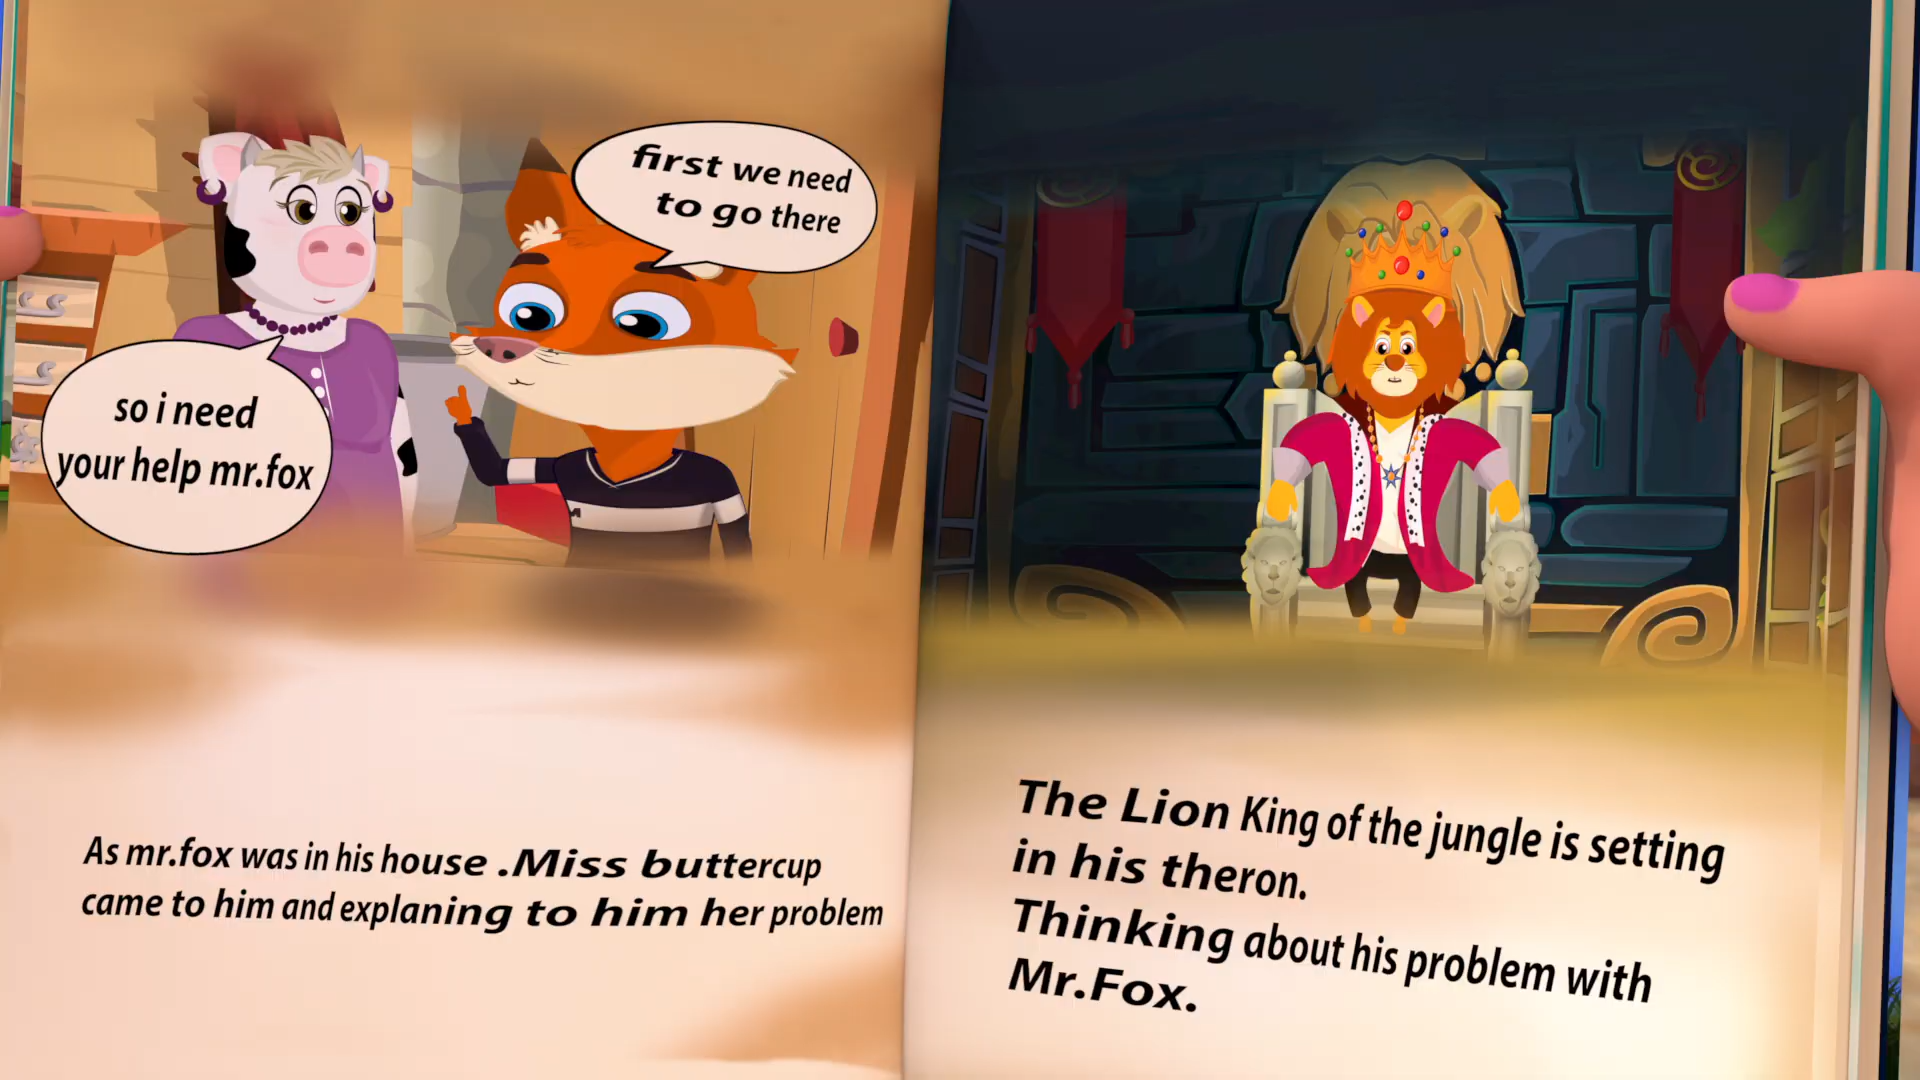 first we need
to go there
so i need
your help mr.fox
As mr.fox was in his house .Miss buttercup
came to him and explaning to him her problem
The Lion King of the jungle is setting
in his theron.
Thinking about his problem with
Mr.Fox.